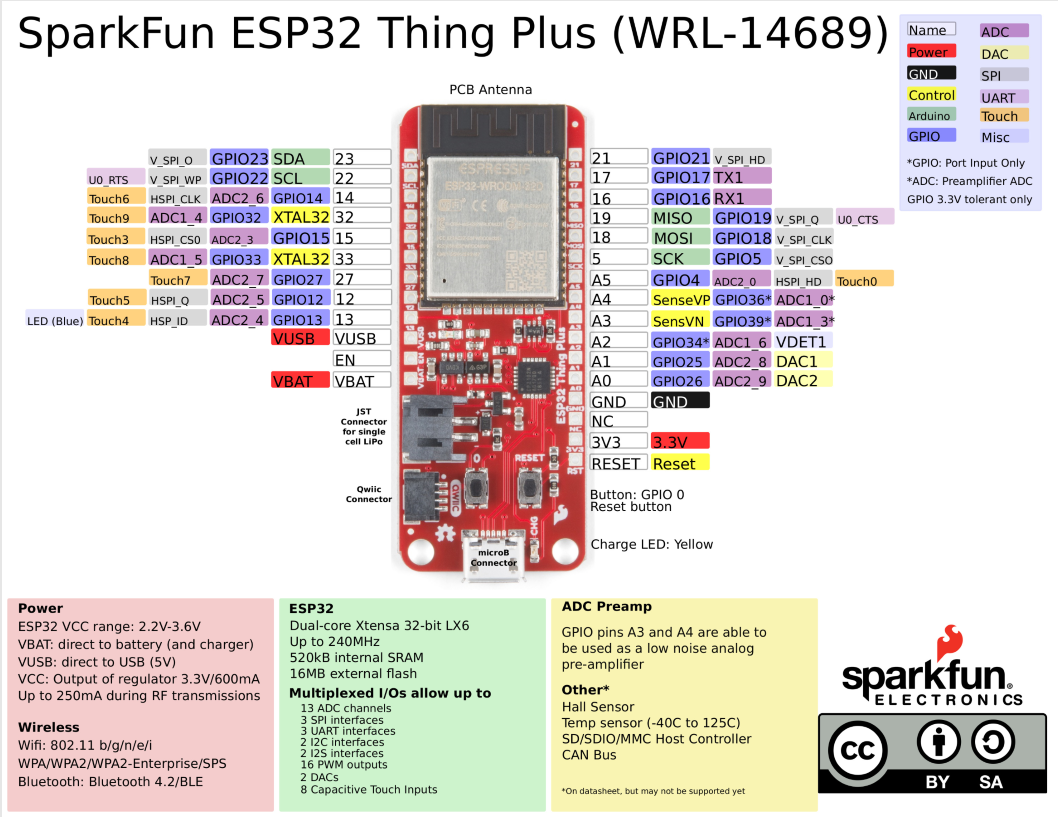 SparkFun ESP32 Thing Plus (WRL-14689)
Name ADC
Power DAC
GND SPI
Control UART
Arduino Touch
GPIO Misc
*GPIO: Port Input Only
*ADC: Preamplifier ADC
GPIO 3.3V tolerant only
PCB Antenna
V_SPI_O GPIO23 SDA 23
U0_RTS V_SPI_WP GPIO22 SCL 22
Touch6 HSPI_CLK ADC2_6 GPIO14 14
Touch9 ADC1_4 GPIO32 XTAL32 32
Touch3 HSPI_CS0 ADC2_3 GPIO15 15
Touch8 ADC1_5 GPIO33 XTAL32 33
Touch7 ADC2_7 GPIO27 27
Touch5 HSPI_Q ADC2_5 GPIO12 12
LED (Blue) Touch4 HSP_ID ADC2_4 GPIO13 13
VUSB VUSB
EN
VBAT VBAT
21 GPIO21 V_SPI_HD
17 GPIO17 TX1
16 GPIO16 RX1
19 MISO GPIO19 V_SPI_Q U0_CTS
18 MOSI GPIO18 V_SPI_CLK
5 SCK GPIO5 V_SPI_CSO
A5 GPIO4 ADC2_0 HSPI_HD Touch0
A4 SenseVP GPIO36* ADC1_0*
A3 SensVN GPIO39* ADC1_3*
A2 GPIO34* ADC1_6 VDET1
A1 GPIO25 ADC2_8 DAC1
A0 GPIO26 ADC2_9 DAC2
GND GND
NC
3V3 3.3V
RESET Reset
ESPRESSIF
ESP32-WROOM-32D
ESP32 Thing Plus
VBAT EN VUSB
0 RESET
QWIIC
CHG
RST
JST
Connector
for single
cell LiPo
Qwiic
Connector
microB
Connector
Button: GPIO 0
Reset button
Charge LED: Yellow
Power
ESP32 VCC range: 2.2V-3.6V
VBAT: direct to battery (and charger)
VUSB: direct to USB (5V)
VCC: Output of regulator 3.3V/600mA
Up to 250mA during RF transmissions
Wireless
Wifi: 802.11 b/g/n/e/i
WPA/WPA2/WPA2-Enterprise/SPS
Bluetooth: Bluetooth 4.2/BLE
ESP32
Dual-core Xtensa 32-bit LX6
Up to 240MHz
520kB internal SRAM
16MB external flash
Multiplexed I/Os allow up to
13 ADC channels
3 SPI interfaces
3 UART interfaces
2 I2C interfaces
2 I2S interfaces
16 PWM outputs
2 DACs
8 Capacitive Touch Inputs
ADC Preamp
GPIO pins A3 and A4 are able to
be used as a low noise analog
pre-amplifier
Other*
Hall Sensor
Temp sensor (-40C to 125C)
SD/SDIO/MMC Host Controller
CAN Bus
*On datasheet, but may not be supported yet
sparkfun®
ELECTRONICS
cc
BY SA